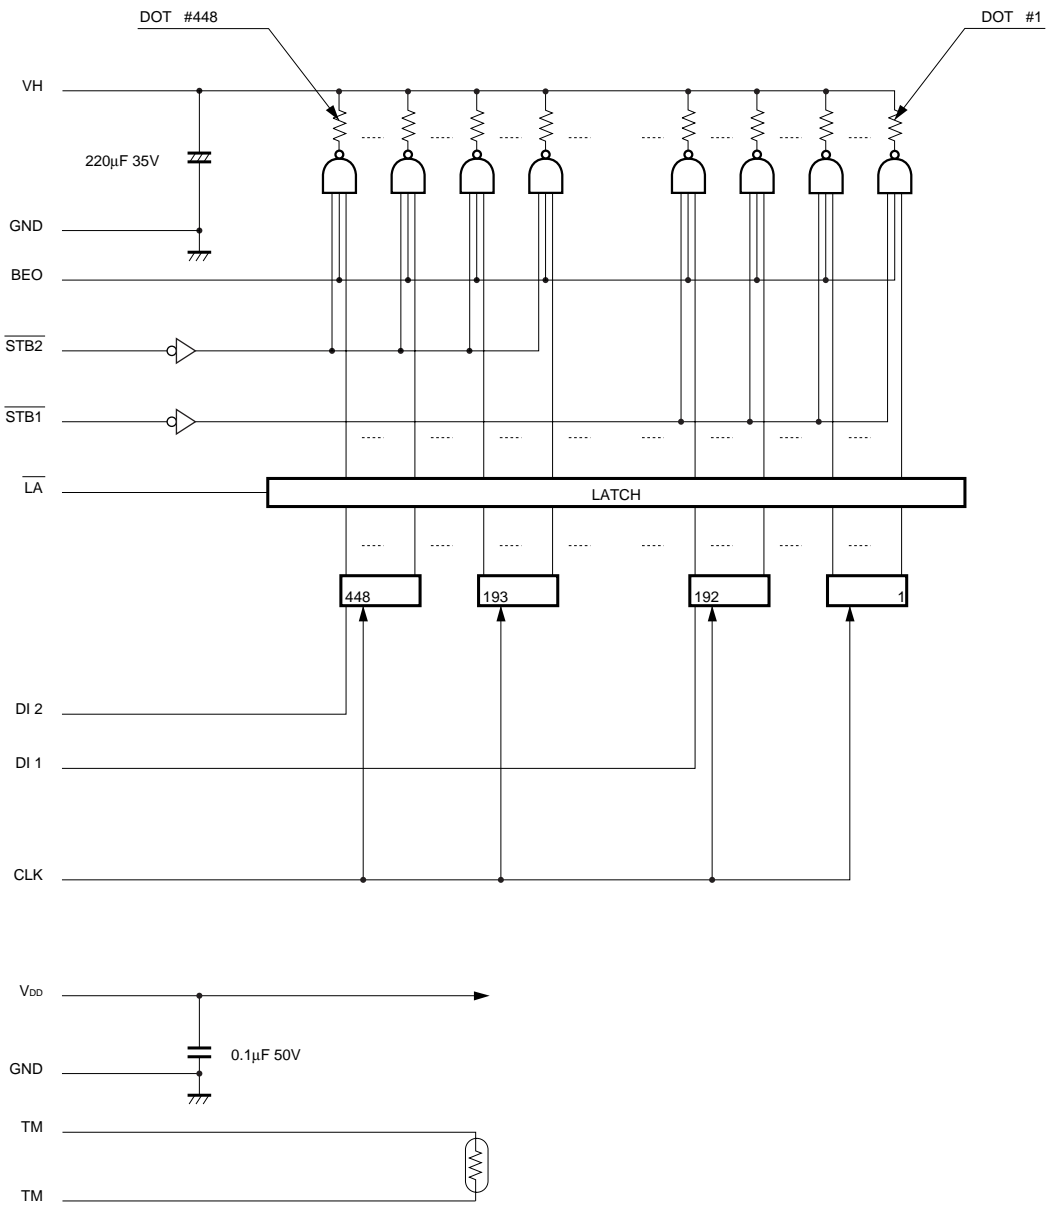 DOT #448
DOT #1
VH
220µF 35V
GND
BEO
STB2
STB1
LA
LATCH
448
193
192
1
DI 2
DI 1
CLK
VDD
0.1µF 50V
GND
TM
TM